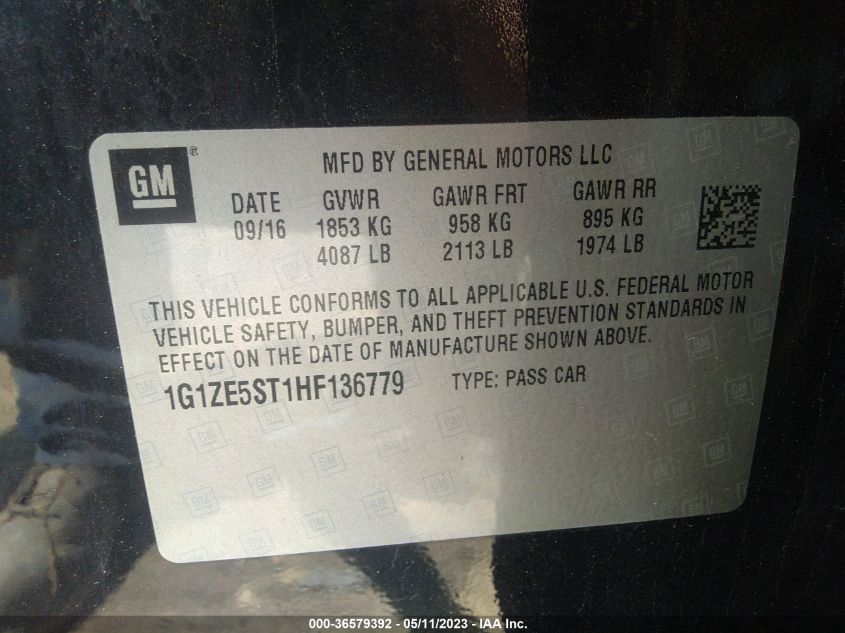 GM®
MFD BY GENERAL MOTORS LLC
DATE GVWR GAWR FRT GAWR RR
09/16 1853 KG 958 KG 895 KG
4087 LB 2113 LB 1974 LB
THIS VEHICLE CONFORMS TO ALL APPLICABLE U.S. FEDERAL MOTOR
VEHICLE SAFETY, BUMPER, AND THEFT PREVENTION STANDARDS IN
EFFECT ON THE DATE OF MANUFACTURE SHOWN ABOVE.
1G1ZE5ST1HF136779 TYPE: PASS CAR
000-36579392 - 05/11/2023 - IAA Inc.